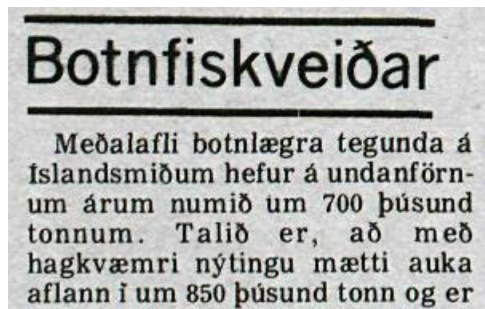 Botnfiskveiðar
Meðalafli botnlægra tegunda á
Íslandsmiðum hefur á undanförn-
um árum numið um 700 þúsund
tonnum. Talið er, að með
hagkvæmri nýtingu mætti auka
aflann í um 850 þúsund tonn og er